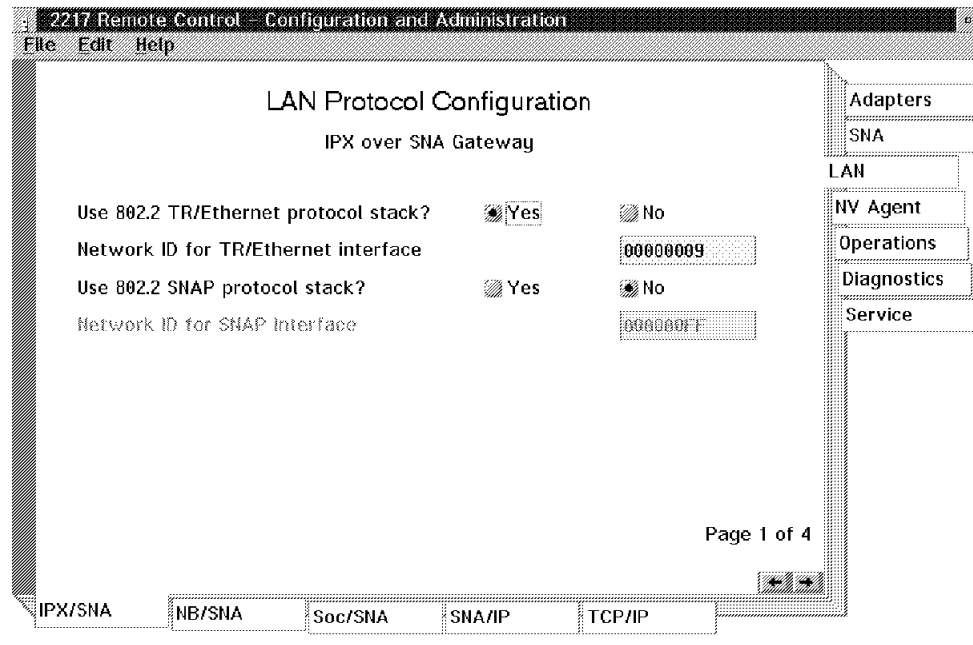 2217 Remote Control – Configuration and Administration
File Edit Help
LAN Protocol Configuration
IPX over SNA Gateway
Use 802.2 TR/Ethernet protocol stack? Yes No
Network ID for TR/Ethernet interface 00000009
Use 802.2 SNAP protocol stack? Yes No
Network ID for SNAP Interface 000000FF
Page 1 of 4
Adapters
SNA
LAN
NV Agent
Operations
Diagnostics
Service
IPX/SNA NB/SNA Soc/SNA SNA/IP TCP/IP